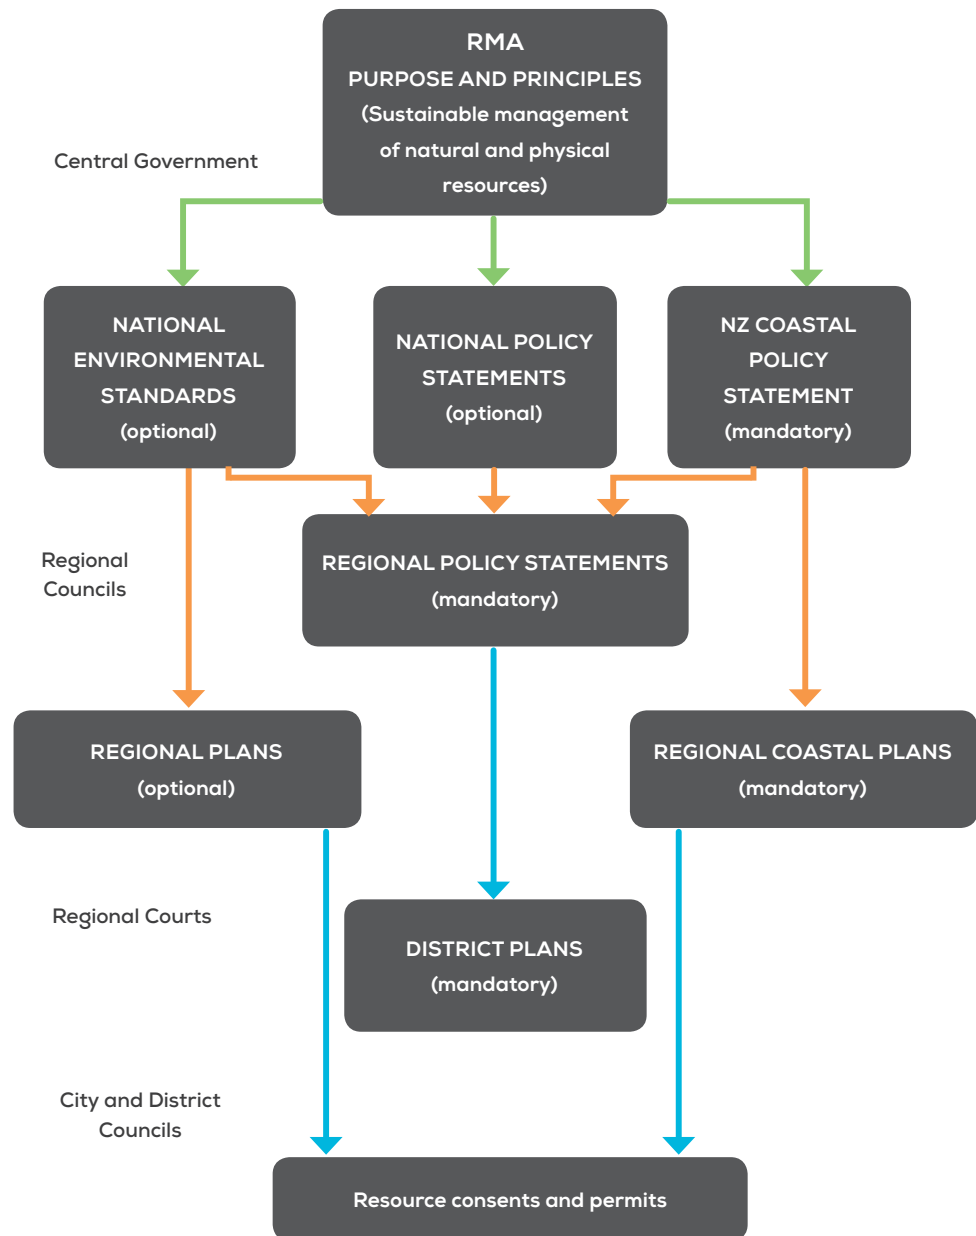 RMA
PURPOSE AND PRINCIPLES
(Sustainable management
of natural and physical
resources)
Central Government
NATIONAL
ENVIRONMENTAL
STANDARDS
(optional)
NATIONAL POLICY
STATEMENTS
(optional)
NZ COASTAL
POLICY
STATEMENT
(mandatory)
Regional
Councils
REGIONAL POLICY STATEMENTS
(mandatory)
REGIONAL PLANS
(optional)
REGIONAL COASTAL PLANS
(mandatory)
Regional Courts
DISTRICT PLANS
(mandatory)
City and District
Councils
Resource consents and permits